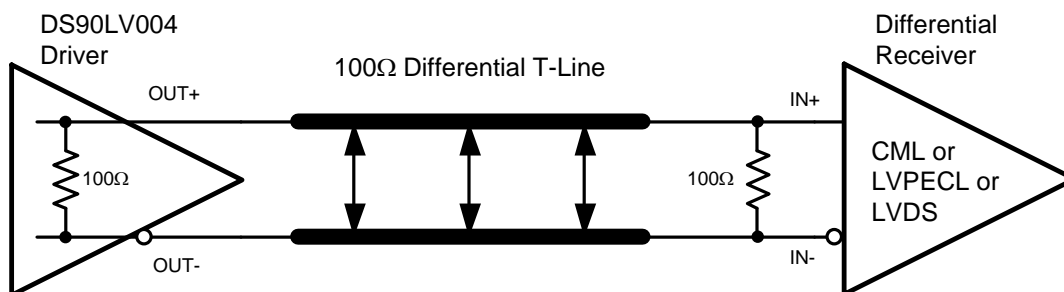 DS90LV004
Driver
Differential
Receiver
100Ω Differential T-Line
OUT+
IN+
100Ω
100Ω
CML or
LVPECL or
LVDS
OUT-
IN-